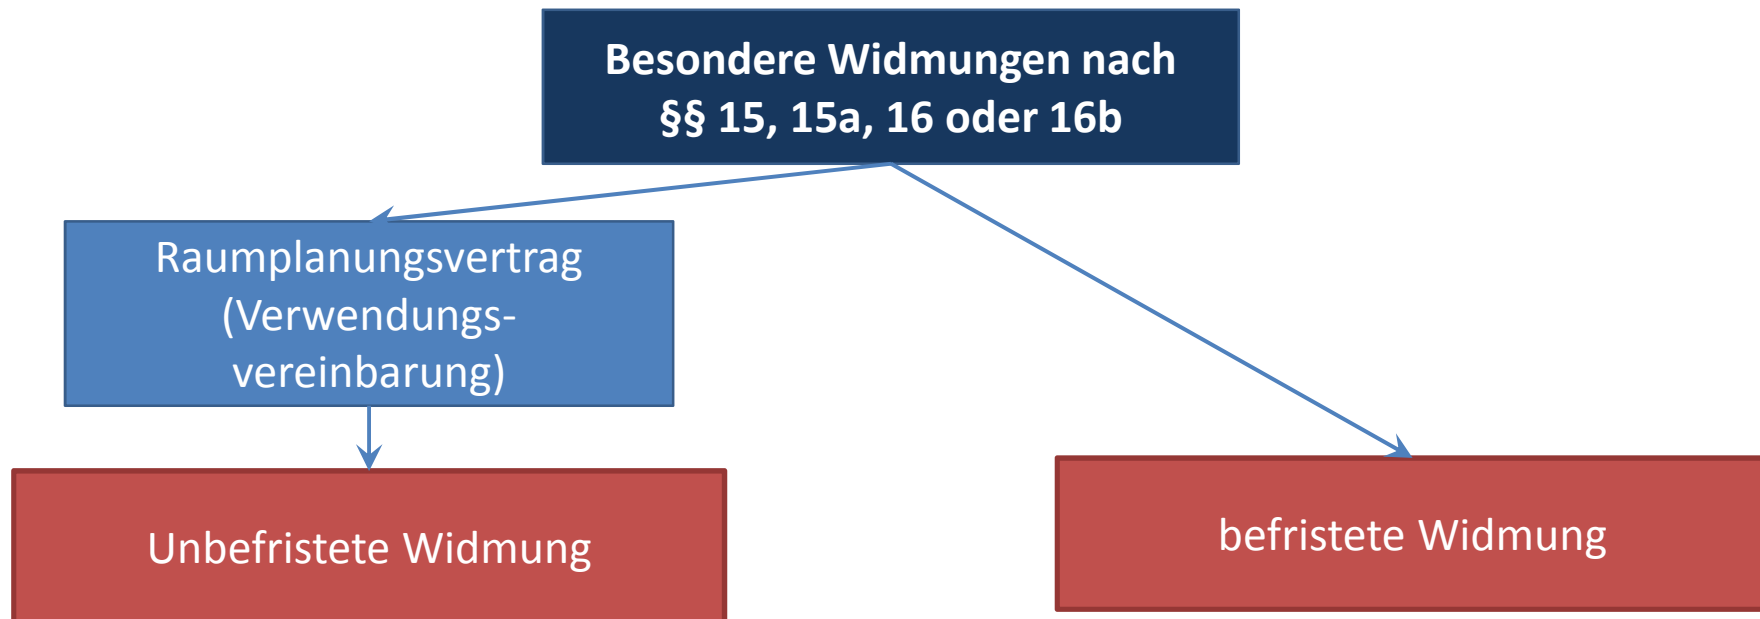 Besondere Widmungen nach
§§ 15, 15a, 16 oder 16b
Raumplanungsvertrag
(Verwendungs-
vereinbarung)
Unbefristete Widmung
befristete Widmung